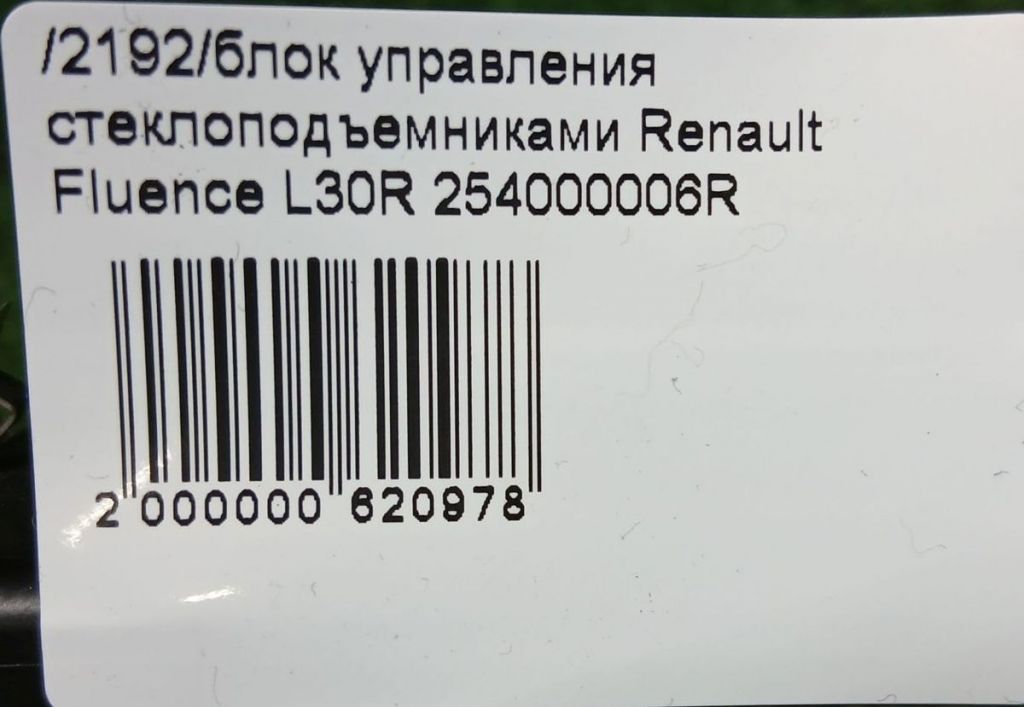 /2192/блок управления
стеклоподъемниками Renault
Fluence L30R 254000006R
2 000000 620978